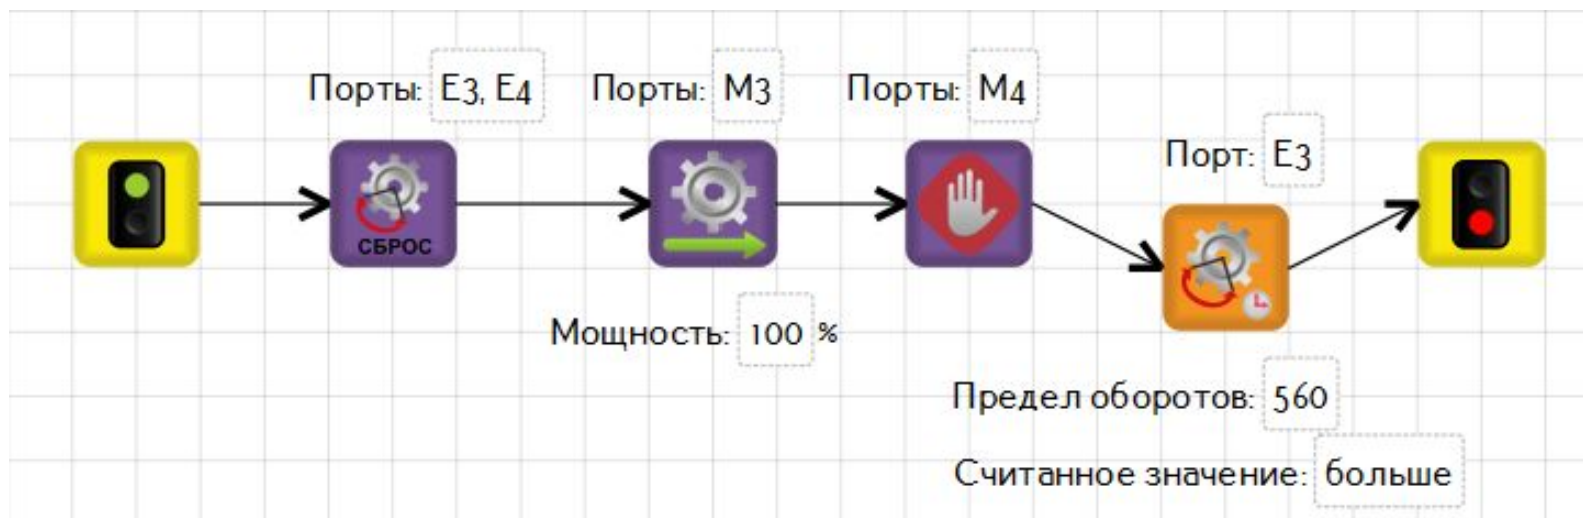 Порты: E3, E4
Порты: M3
Порты: M4
Порт: E3
СБРОС
Мощность: 100 %
Предел оборотов: 560
Считанное значение: больше